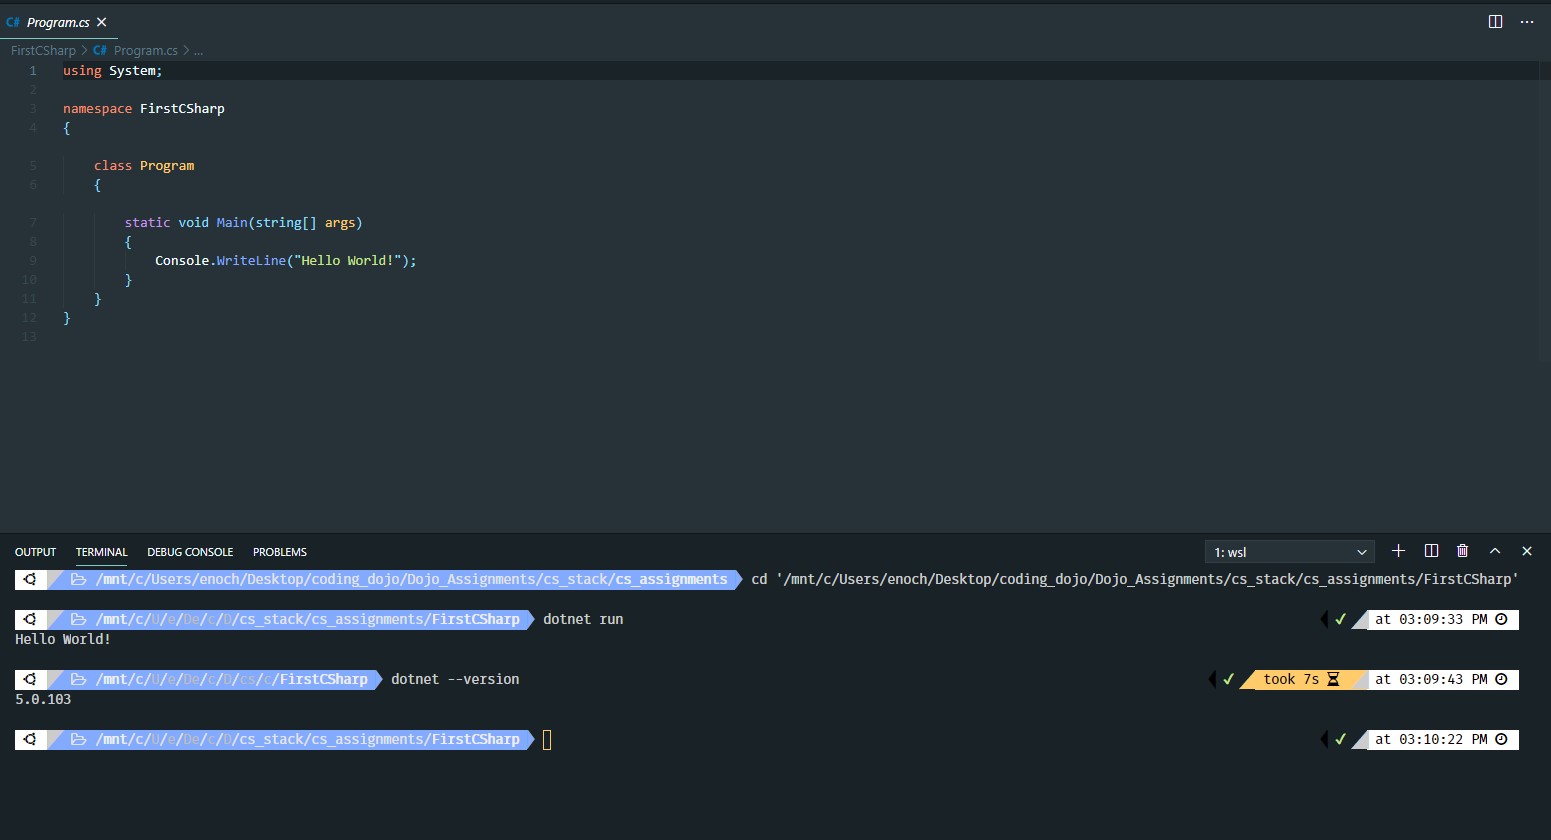 C# Program.cs
FirstCSharp > C# Program.cs > ...
1 using System;
2
3 namespace FirstCSharp
4 {
5 class Program
6 {
7 static void Main(string[] args)
8 {
9 Console.WriteLine("Hello World!");
10 }
11 }
12 }
13
OUTPUT TERMINAL DEBUG CONSOLE PROBLEMS 1: wsl
/mnt/c/Users/enoch/Desktop/coding_dojo/Dojo_Assignments/cs_stack/cs_assignments cd '/mnt/c/Users/enoch/Desktop/coding_dojo/Dojo_Assignments/cs_stack/cs_assignments/FirstCSharp'
/mnt/c/U/e/De/c/D/cs_stack/cs_assignments/FirstCSharp dotnet run ✓ at 03:09:33 PM
Hello World!
/mnt/c/U/e/De/c/D/cs/c/FirstCSharp dotnet --version ✓ took 7s at 03:09:43 PM
5.0.103
/mnt/c/U/e/De/c/D/cs_stack/cs_assignments/FirstCSharp ✓ at 03:10:22 PM